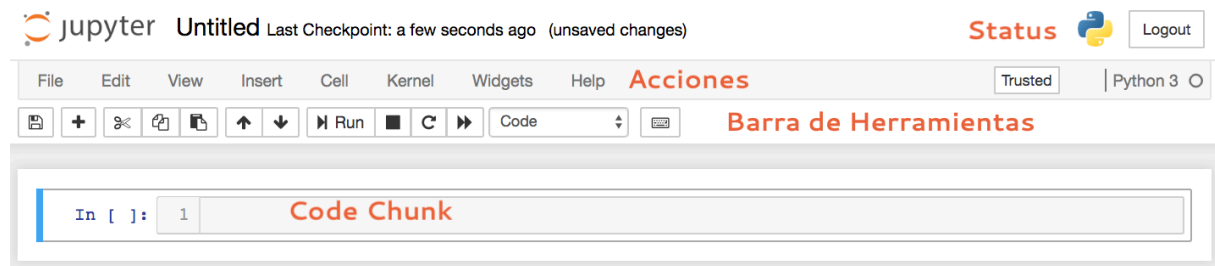 jupyter Untitled Last Checkpoint: a few seconds ago (unsaved changes) Status Logout
File Edit View Insert Cell Kernel Widgets Help Acciones Trusted Python 3
Run Code Barra de Herramientas
In [ ]: 1 Code Chunk